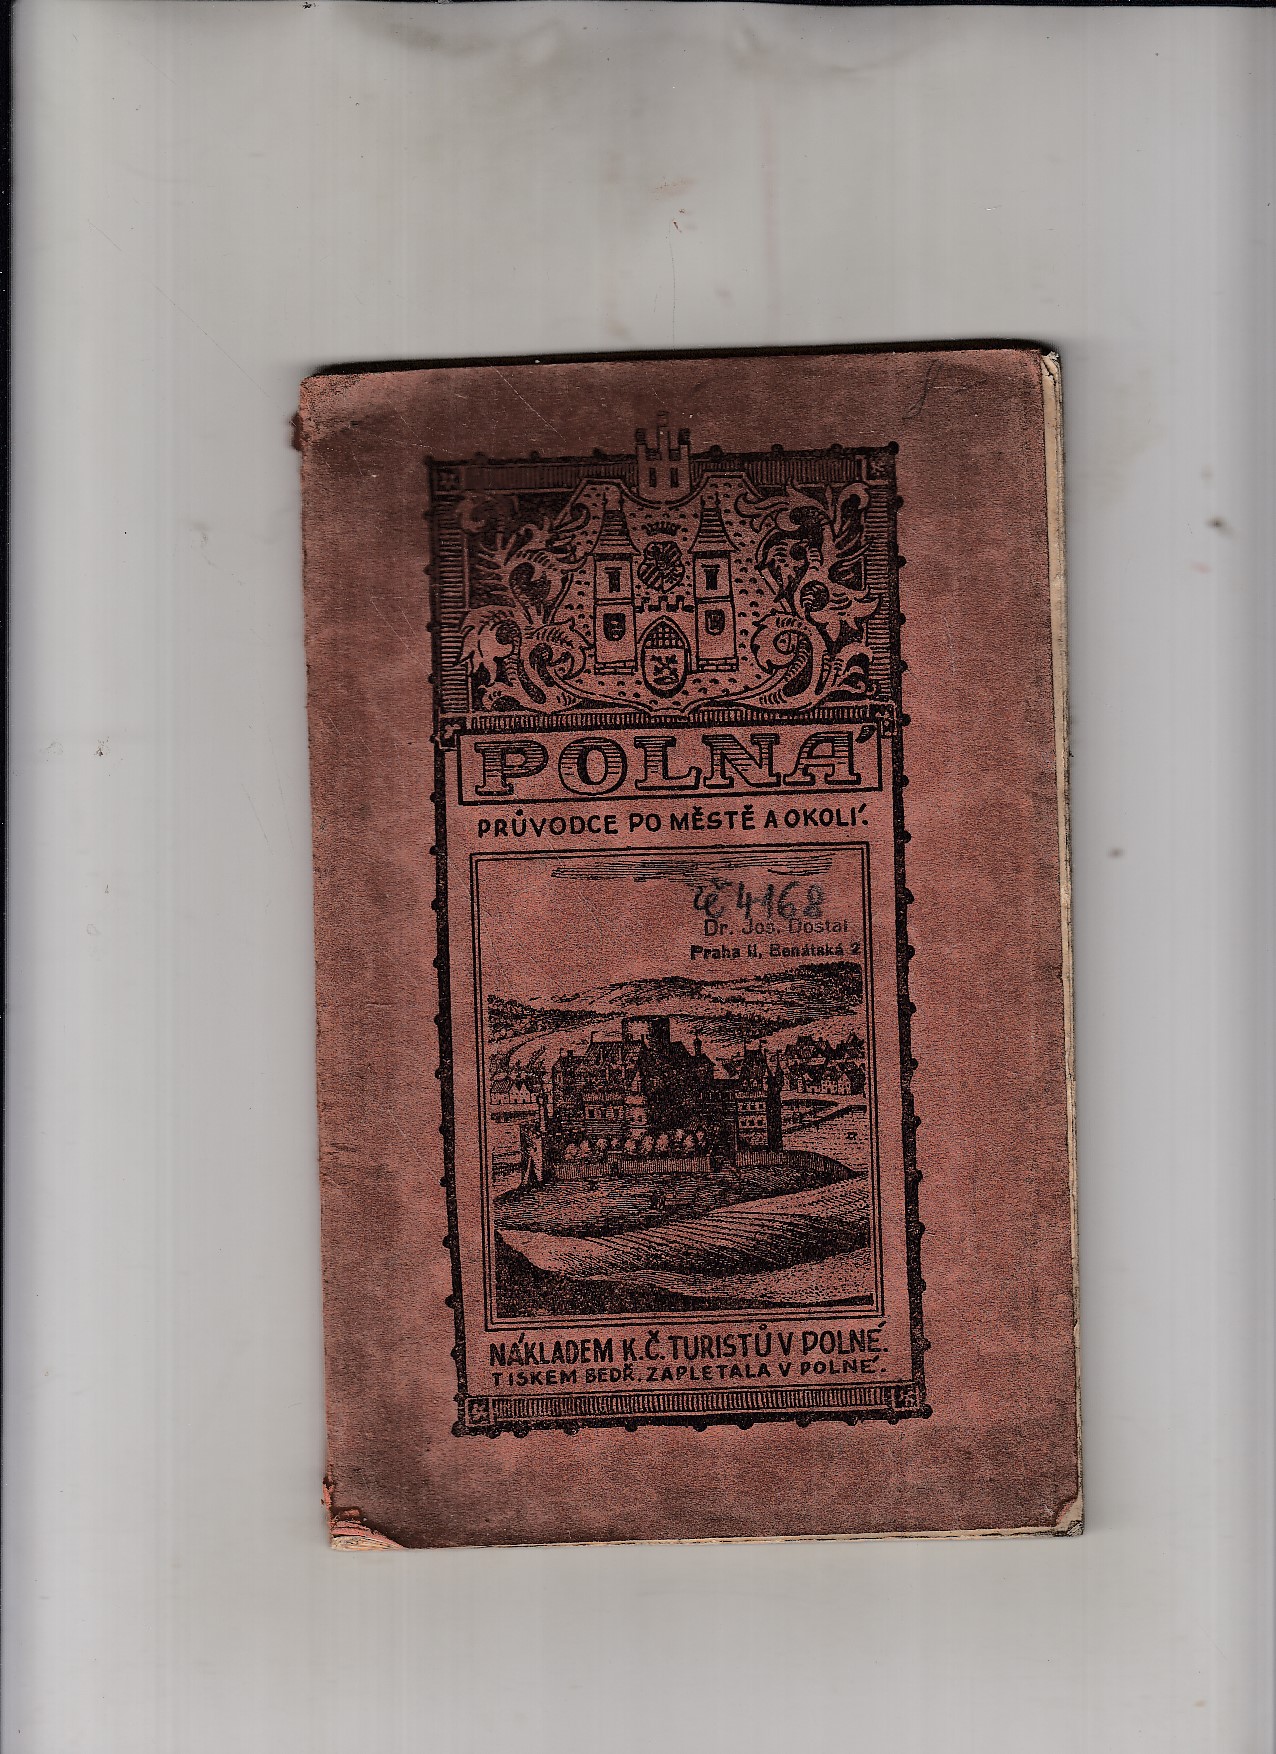 POLNÁ
PRŮVODCE PO MĚSTĚ A OKOLÍ.
č 4168
Dr. Jos. Dostál
Praha II, Benátská 2
NÁKLADEM K.Č.TURISTŮ V POLNÉ.
TISKEM BEDŘ. ZAPLETALA V POLNÉ.